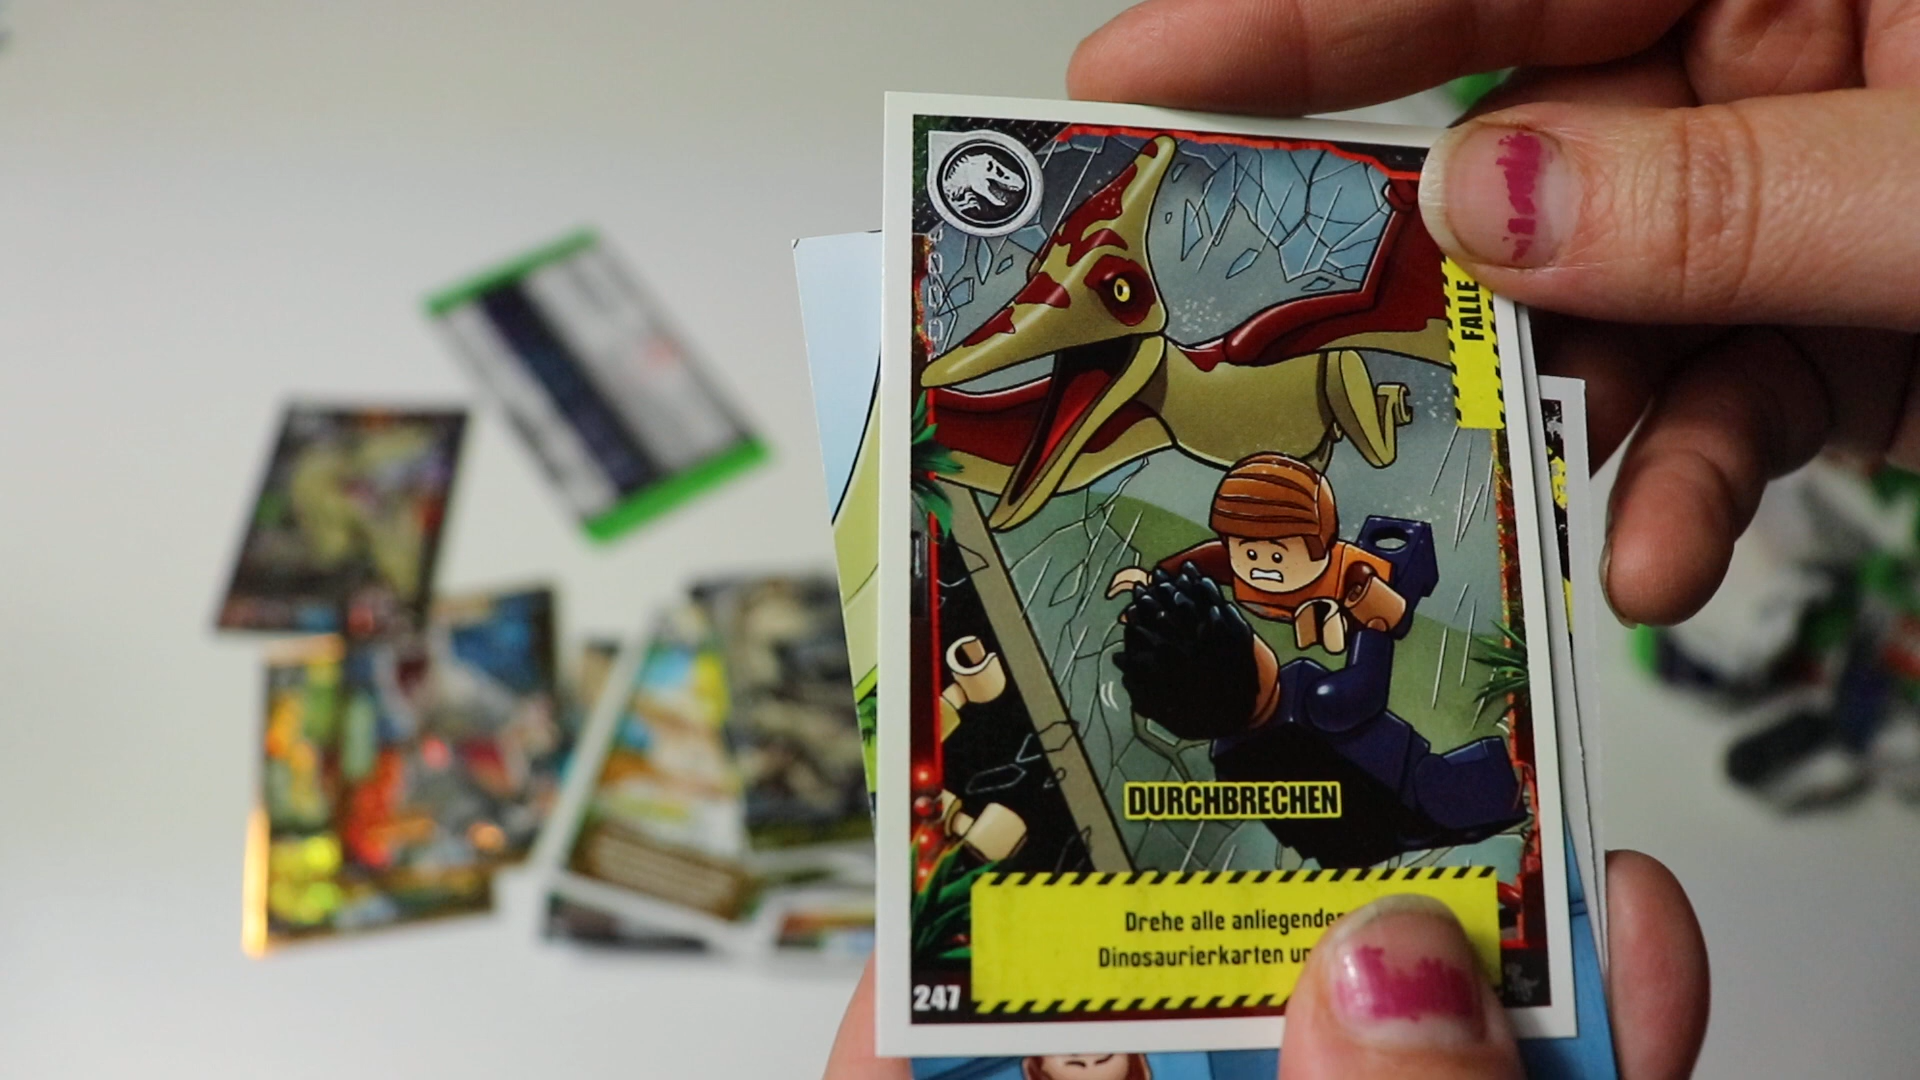 FALLE
DURCHBRECHEN
Drehe alle anliegenden
Dinosaurierkarten
247